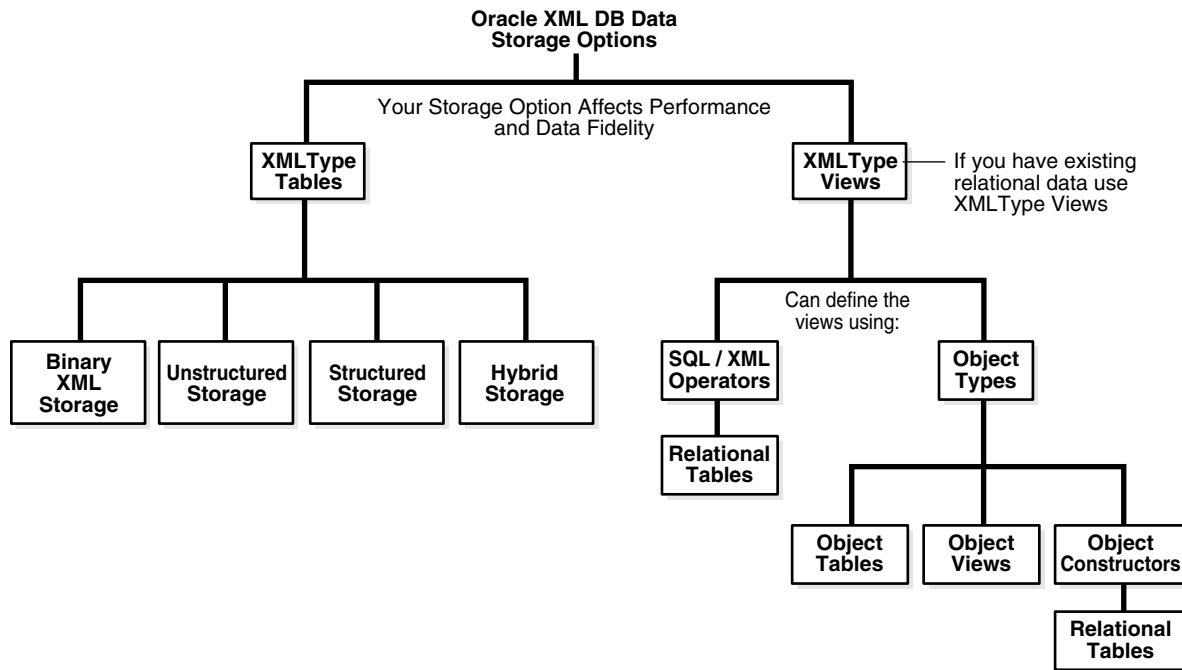 Oracle XML DB Data
Storage Options
Your Storage Option Affects Performance
and Data Fidelity
XMLType
Tables
XMLType
Views
If you have existing
relational data use
XMLType Views
Can define the
views using:
Binary
XML
Storage
Unstructured
Storage
Structured
Storage
Hybrid
Storage
SQL / XML
Operators
Object
Types
Relational
Tables
Object
Tables
Object
Views
Object
Constructors
Relational
Tables